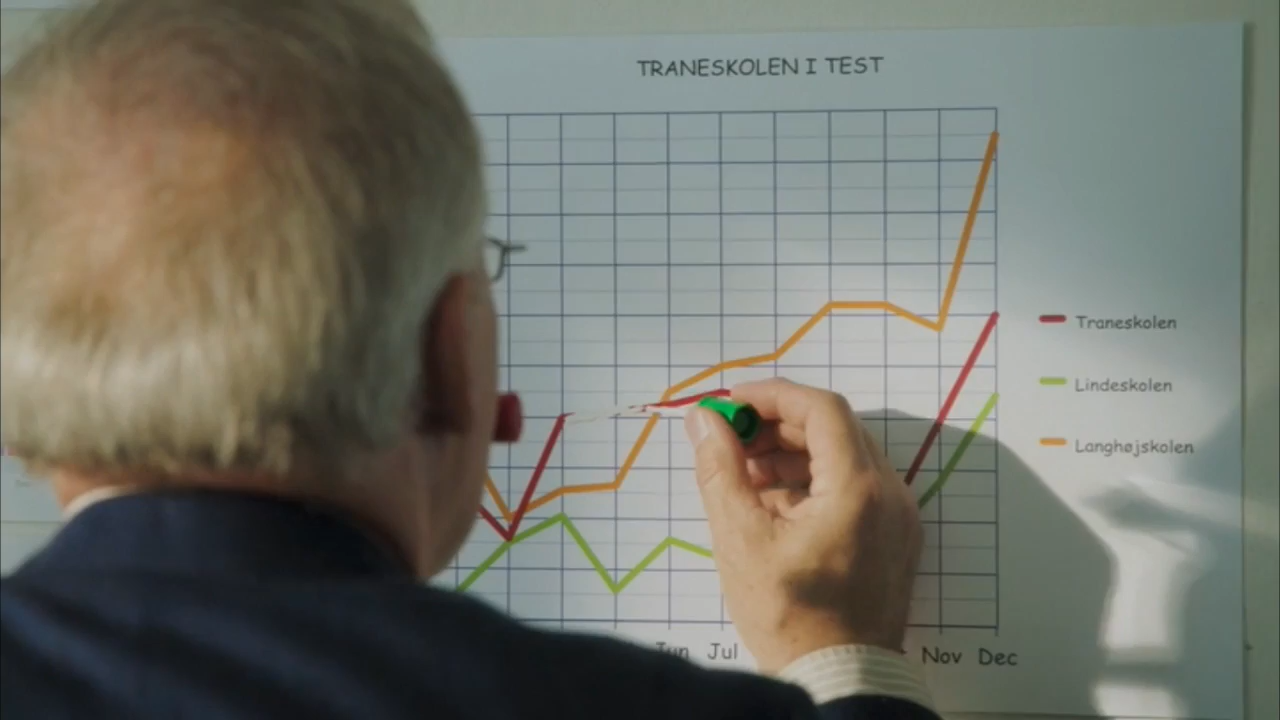 TRANESKOLEN I TEST
Traneskolen
Lindeskolen
Langhøjskolen
Jun Jul Nov Dec